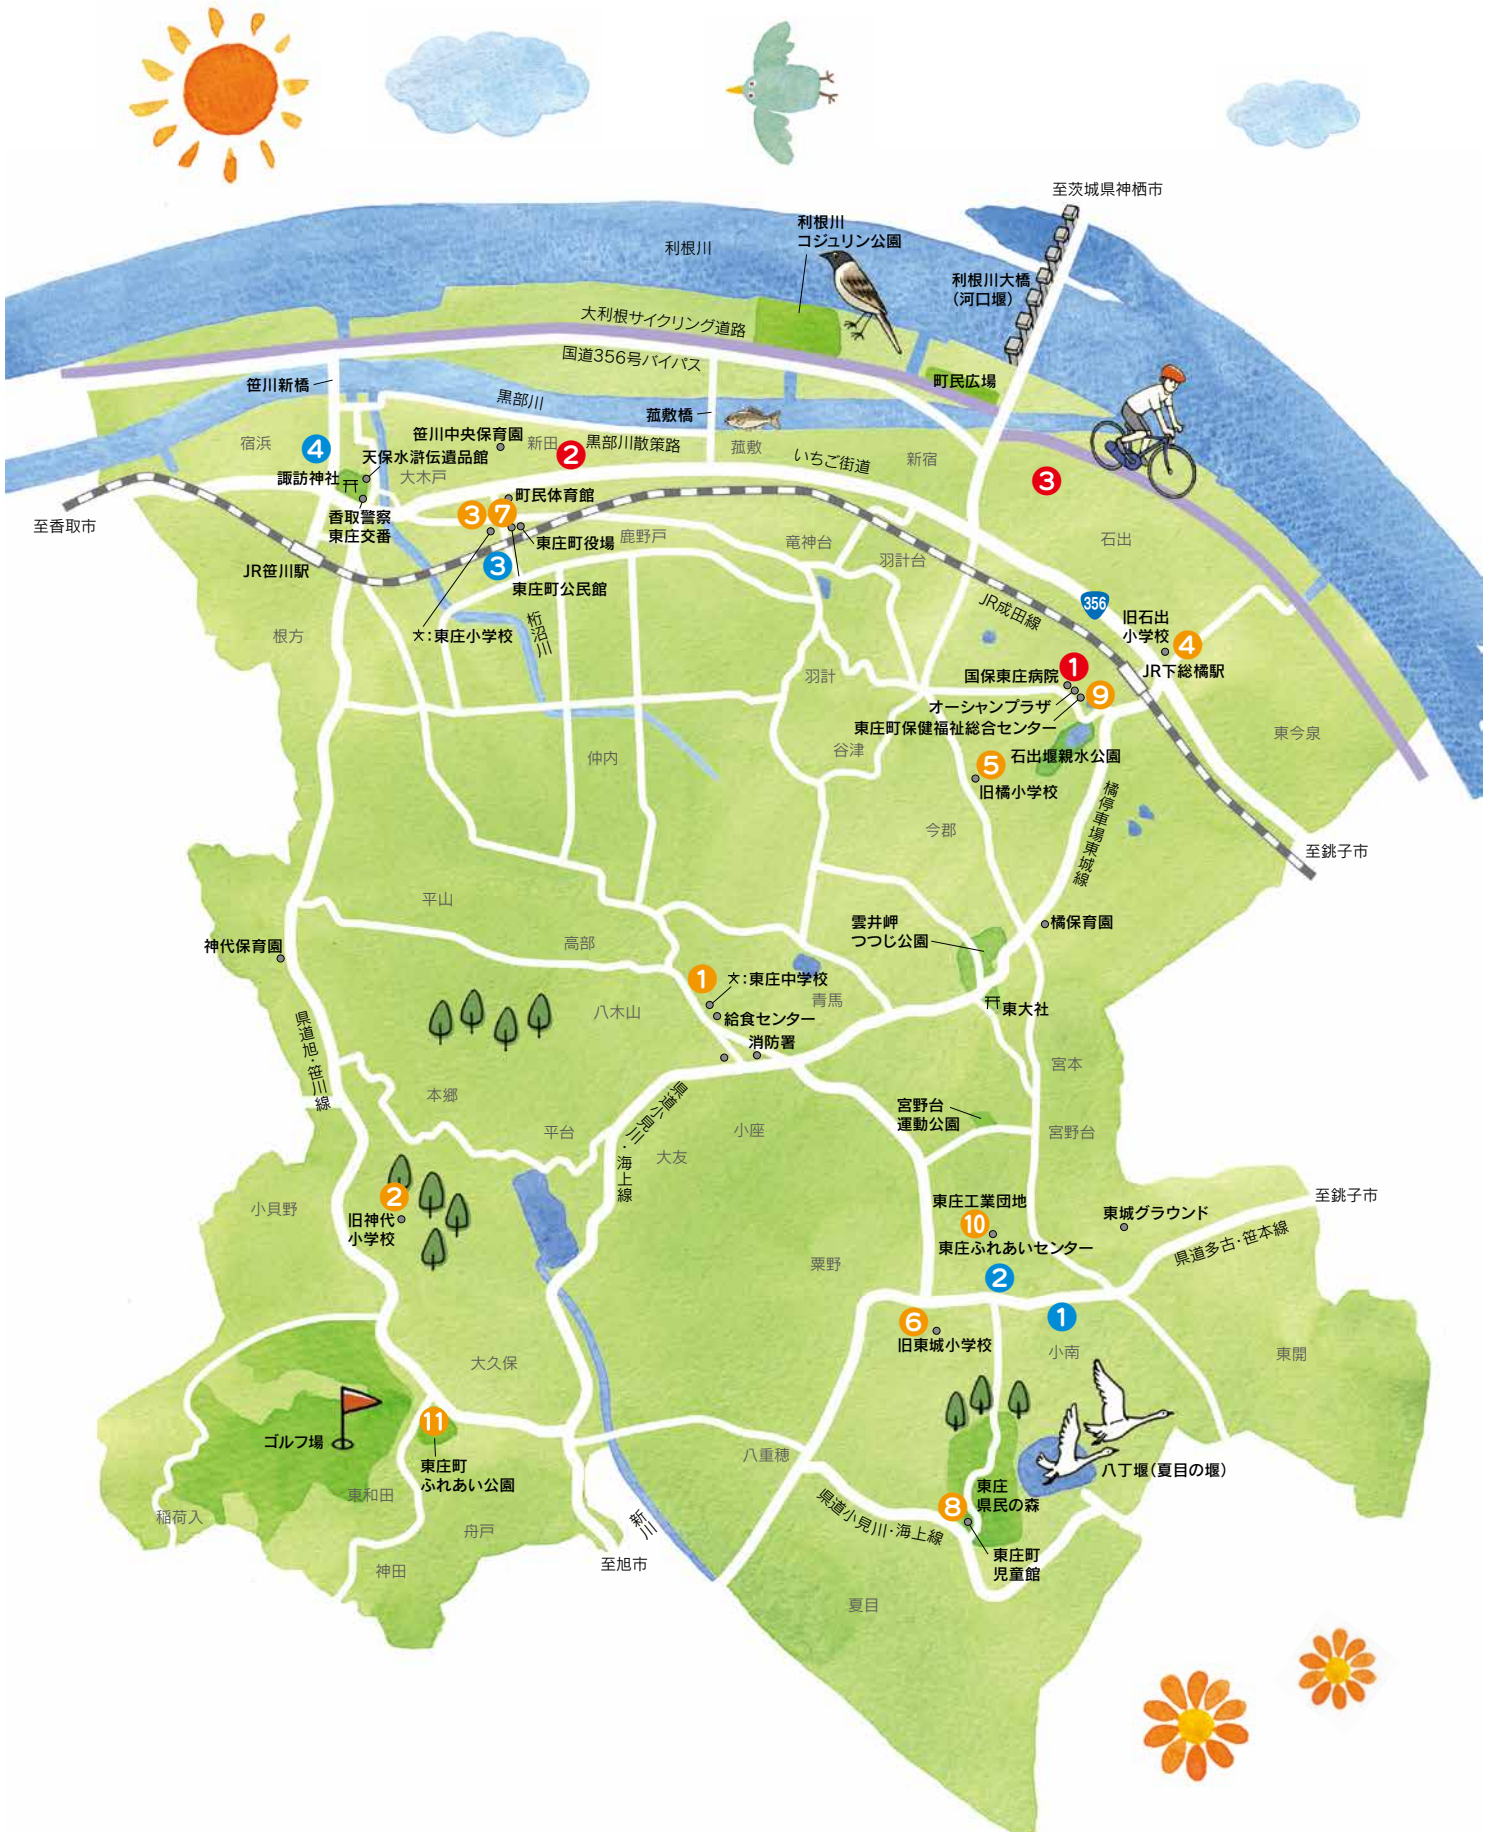 至茨城県神栖市
利根川
コジュリン公園
利根川
利根川大橋
(河口堰)
大利根サイクリング道路
国道356号バイパス
町民広場
笹川新橋
黒部川
菰敷橋
宿浜
4
笹川中央保育園
新田
2
黒部川散策路
菰敷
いちご街道
新宿
天保水滸伝遺品館
諏訪神社
大木戸
3
町民体育館
至香取市
香取警察
東庄交番
3
7
東庄町役場
鹿野戸
竜神台
石出
羽計台
JR笹川駅
3
東庄町公民館
356
JR成田線
旧石出
小学校
4
JR下総橘駅
根方
文:東庄小学校
桁沼川
羽計
国保東庄病院
1
オーシャンプラザ
9
東庄町保健福祉総合センター
東今泉
谷津
仲内
5
石出堰親水公園
旧橘小学校
橘停車場東城線
今郡
至銚子市
平山
雲井岬
つつじ公園
橘保育園
高部
神代保育園
1
文:東庄中学校
青馬
東大社
八木山
給食センター
消防署
県道旭・笹川線
宮本
本郷
県道小見川・海上線
宮野台
運動公園
平台
小座
宮野台
大友
小貝野
2
旧神代
小学校
東庄工業団地
10
東庄ふれあいセンター
東城グラウンド
至銚子市
県道多古・笹本線
粟野
2
6
旧東城小学校
1
小南
東開
大久保
11
ゴルフ場
東庄町
ふれあい公園
八重穂
八丁堰(夏目の堰)
東庄
県民の森
東和田
県道小見川・海上線
8
稲荷入
舟戸
新川
東庄町
児童館
至旭市
神田
夏目